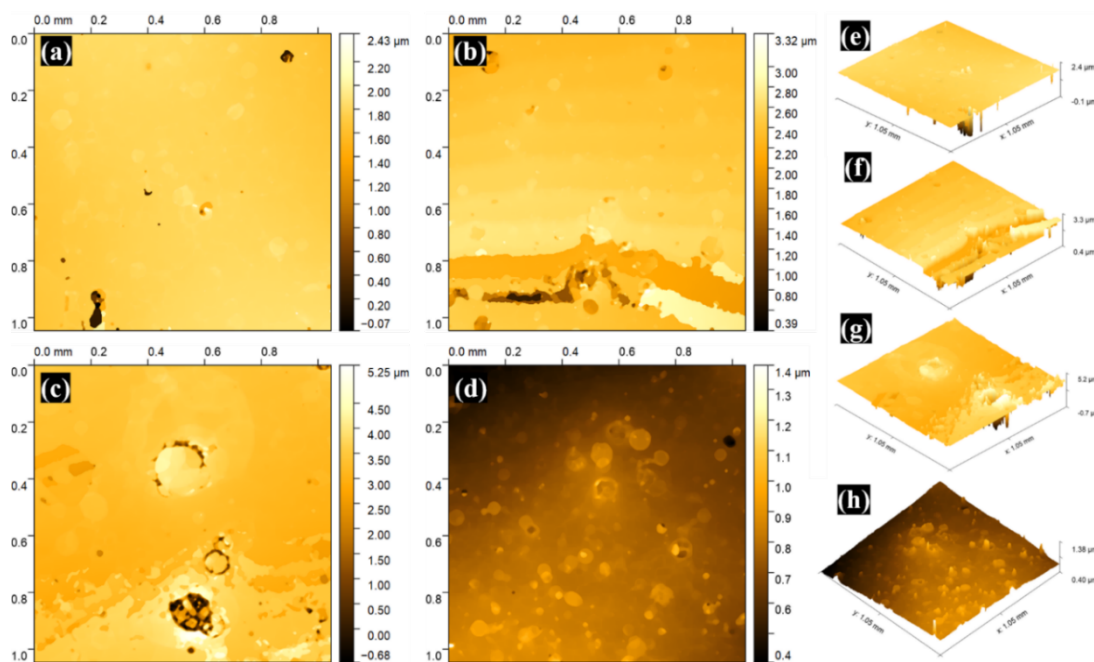 0.0 mm 0.2 0.4 0.6 0.8
(a)
0.0
0.2
0.4
0.6
0.8
1.0
2.43 µm
2.20
2.00
1.80
1.60
1.40
1.20
1.00
0.80
0.60
0.40
0.20
−0.07
0.0 mm 0.2 0.4 0.6 0.8
(b)
0.0
0.2
0.4
0.6
0.8
1.0
3.32 µm
3.00
2.80
2.60
2.40
2.20
2.00
1.80
1.60
1.40
1.20
1.00
0.80
0.39
(e)
2.4 µm
-0.1 µm
y: 1.05 mm
x: 1.05 mm
(f)
3.3 µm
0.4 µm
y: 1.05 mm
x: 1.05 mm
0.0 mm 0.2 0.4 0.6 0.8
(c)
0.0
0.2
0.4
0.6
0.8
1.0
5.25 µm
4.50
4.00
3.50
3.00
2.50
2.00
1.50
1.00
0.50
0.00
−0.68
0.0 mm 0.2 0.4 0.6 0.8
(d)
0.0
0.2
0.4
0.6
0.8
1.0
1.4 µm
1.3
1.2
1.1
1.0
0.9
0.8
0.7
0.6
0.4
(g)
5.2 µm
-0.7 µm
y: 1.05 mm
x: 1.05 mm
(h)
1.38 µm
0.40 µm
y: 1.05 mm
x: 1.05 mm